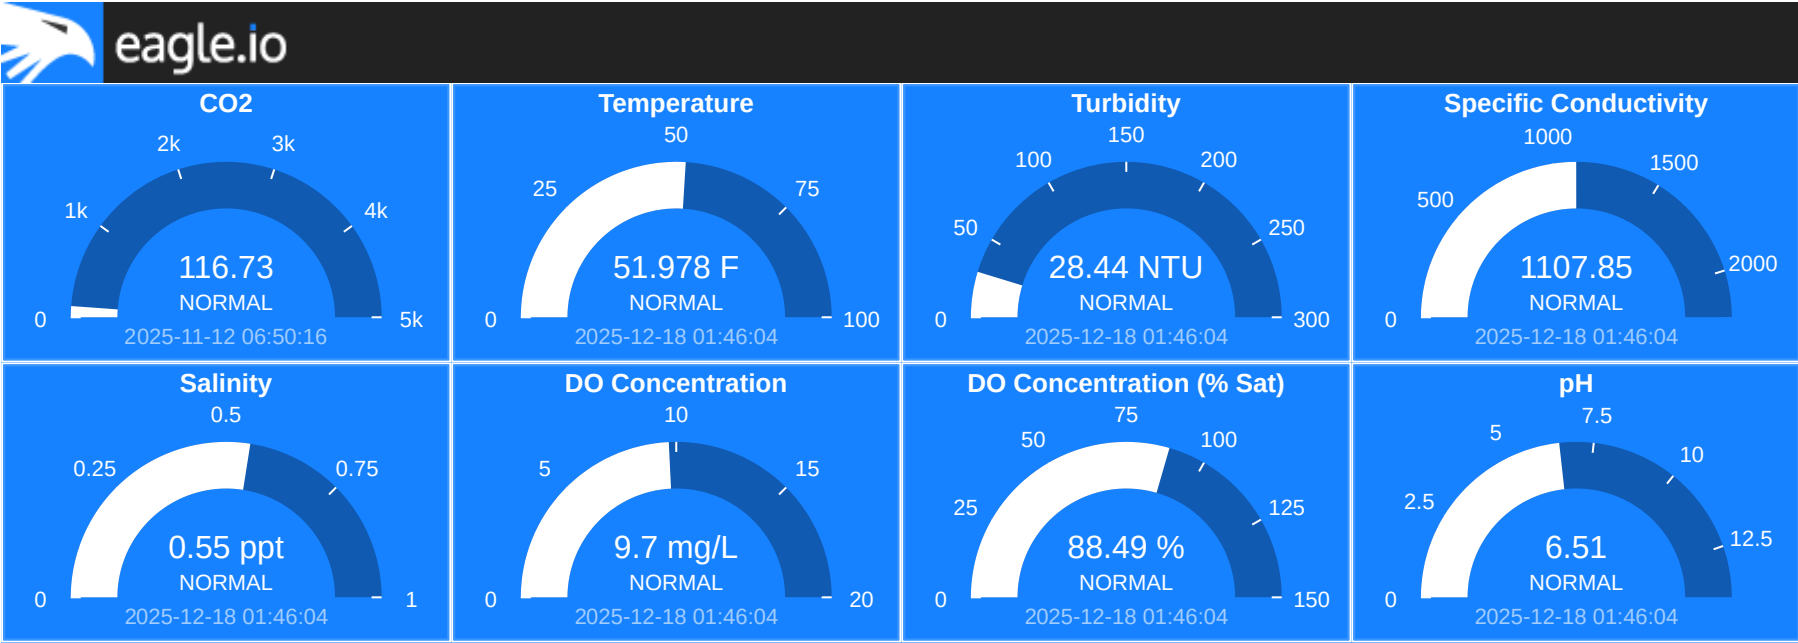 eagle.io
CO2
2k
3k
1k
4k
116.73
NORMAL
0
5k
2025-11-12 06:50:16
Temperature
50
25
75
51.978 F
NORMAL
0
100
2025-12-18 01:46:04
Turbidity
150
100
200
50
250
28.44 NTU
NORMAL
0
300
2025-12-18 01:46:04
Specific Conductivity
1000
1500
500
2000
1107.85
NORMAL
0
2025-12-18 01:46:04
Salinity
0.5
0.25
0.75
0.55 ppt
NORMAL
0
1
2025-12-18 01:46:04
DO Concentration
10
5
15
9.7 mg/L
NORMAL
0
20
2025-12-18 01:46:04
DO Concentration (% Sat)
75
50
100
25
125
88.49 %
NORMAL
0
150
2025-12-18 01:46:04
pH
7.5
5
10
2.5
12.5
6.51
NORMAL
0
2025-12-18 01:46:04